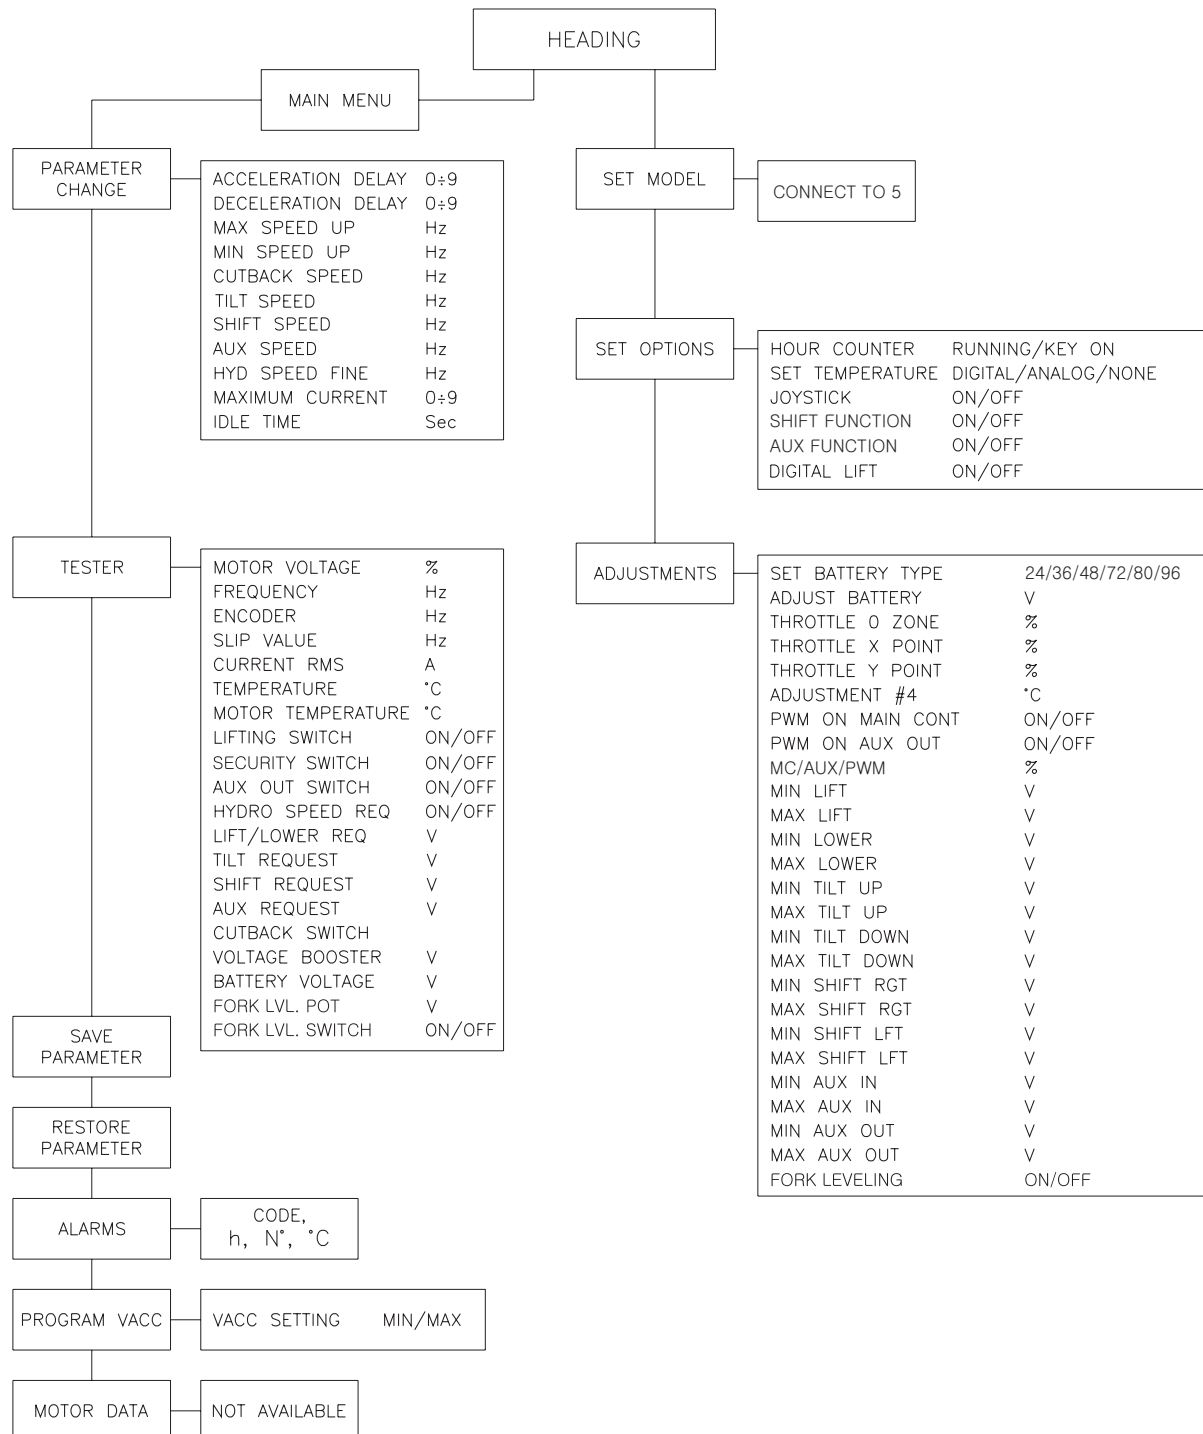 HEADING
MAIN MENU
PARAMETER
CHANGE
ACCELERATION DELAY 0÷9
DECELERATION DELAY 0÷9
MAX SPEED UP Hz
MIN SPEED UP Hz
CUTBACK SPEED Hz
TILT SPEED Hz
SHIFT SPEED Hz
AUX SPEED Hz
HYD SPEED FINE Hz
MAXIMUM CURRENT 0÷9
IDLE TIME Sec
TESTER
MOTOR VOLTAGE %
FREQUENCY Hz
ENCODER Hz
SLIP VALUE Hz
CURRENT RMS A
TEMPERATURE °C
MOTOR TEMPERATURE °C
LIFTING SWITCH ON/OFF
SECURITY SWITCH ON/OFF
AUX OUT SWITCH ON/OFF
HYDRO SPEED REQ ON/OFF
LIFT/LOWER REQ V
TILT REQUEST V
SHIFT REQUEST V
AUX REQUEST V
CUTBACK SWITCH
VOLTAGE BOOSTER V
BATTERY VOLTAGE V
FORK LVL. POT V
FORK LVL. SWITCH ON/OFF
SAVE
PARAMETER
RESTORE
PARAMETER
ALARMS
CODE,
h, N°, °C
PROGRAM VACC
VACC SETTING MIN/MAX
MOTOR DATA
NOT AVAILABLE
SET MODEL
CONNECT TO 5
SET OPTIONS
HOUR COUNTER RUNNING/KEY ON
SET TEMPERATURE DIGITAL/ANALOG/NONE
JOYSTICK ON/OFF
SHIFT FUNCTION ON/OFF
AUX FUNCTION ON/OFF
DIGITAL LIFT ON/OFF
ADJUSTMENTS
SET BATTERY TYPE 24/36/48/72/80/96
ADJUST BATTERY V
THROTTLE 0 ZONE %
THROTTLE X POINT %
THROTTLE Y POINT %
ADJUSTMENT #4 °C
PWM ON MAIN CONT ON/OFF
PWM ON AUX OUT ON/OFF
MC/AUX/PWM %
MIN LIFT V
MAX LIFT V
MIN LOWER V
MAX LOWER V
MIN TILT UP V
MAX TILT UP V
MIN TILT DOWN V
MAX TILT DOWN V
MIN SHIFT RGT V
MAX SHIFT RGT V
MIN SHIFT LFT V
MAX SHIFT LFT V
MIN AUX IN V
MAX AUX IN V
MIN AUX OUT V
MAX AUX OUT V
FORK LEVELING ON/OFF